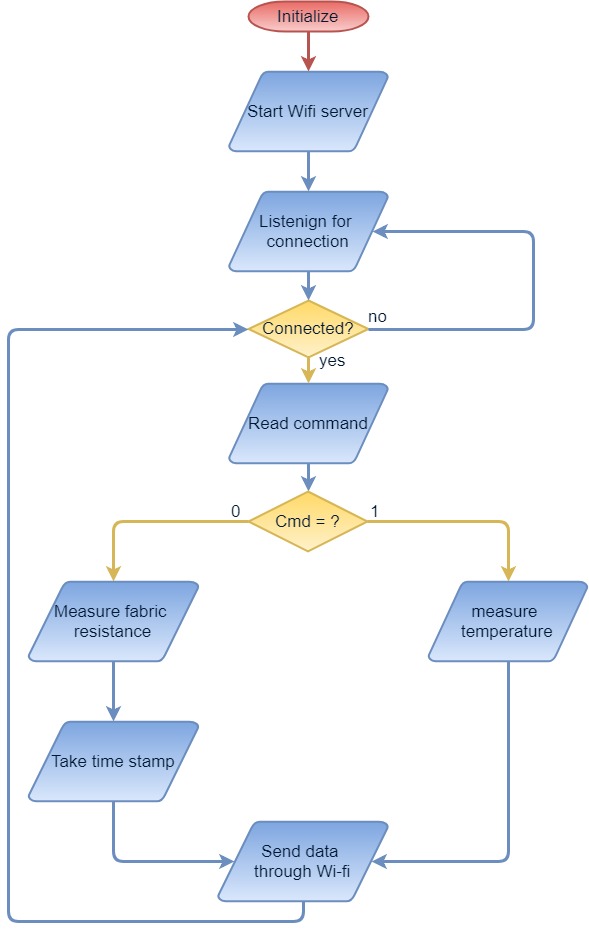 Initialize
Start Wifi server
Listenign for
connection
Connected?
no
yes
Read command
0
Cmd = ?
1
Measure fabric
resistance
measure
temperature
Take time stamp
Send data
through Wi-fi